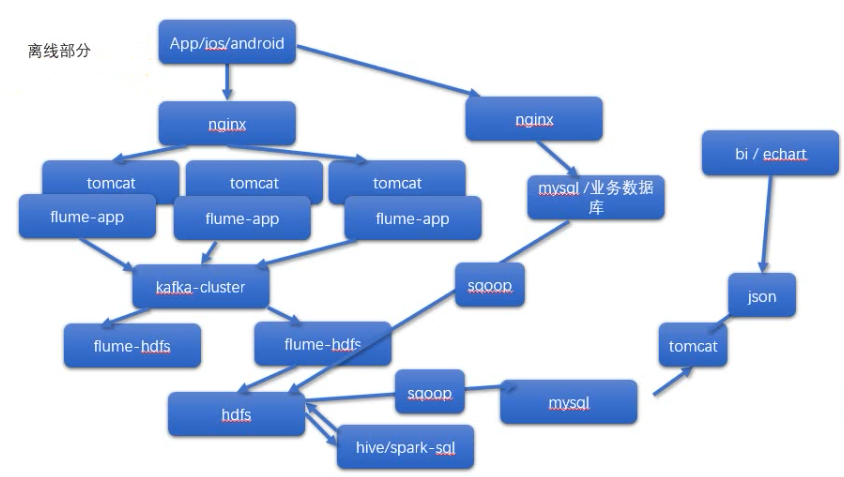 离线部分
App/ios/android
nginx
nginx
bi / echart
tomcat
tomcat
tomcat
mysql /业务数据
库
flume-app
flume-app
flume-app
kafka-cluster
sqoop
json
flume-hdfs
flume-hdfs
tomcat
hdfs
sqoop
mysql
hive/spark-sql